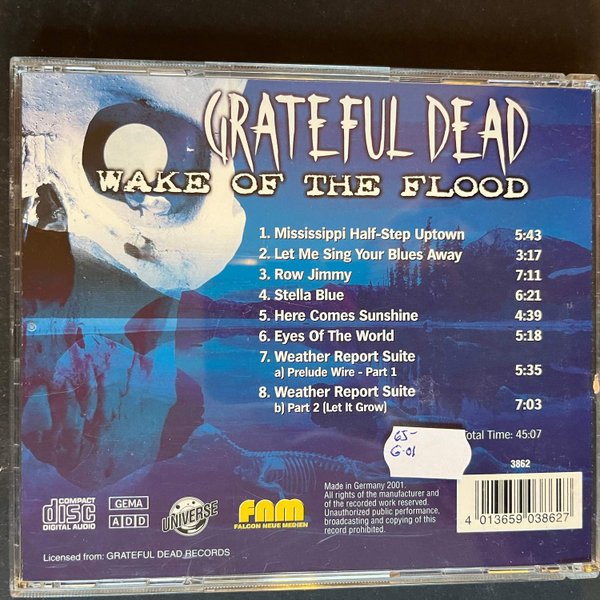 GRATEFUL DEAD
WAKE OF THE FLOOD
1. Mississippi Half-Step Uptown 5:43
2. Let Me Sing Your Blues Away 3:17
3. Row Jimmy 7:11
4. Stella Blue 6:21
5. Here Comes Sunshine 4:39
6. Eyes Of The World 5:18
7. Weather Report Suite
a) Prelude Wire - Part 1 5:35
8. Weather Report Suite
b) Part 2 (Let It Grow) 7:03
Total Time: 45:07
65-
G-01
3862
Made in Germany 2001.
All rights of the manufacturer and
of the recorded work reserved.
Unauthorized public performance,
broadcasting and copying of this
record prohibited.
COMPACT
disc
DIGITAL AUDIO
GEMA
ADD
UNIVERSE
FNM
FALCON NEUE MEDIEN
4 013659 038627
Licensed from: GRATEFUL DEAD RECORDS